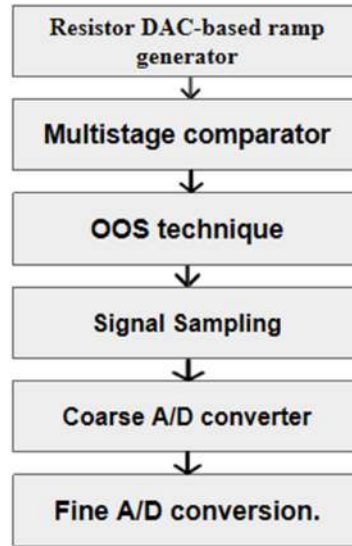 Resistor DAC-based ramp
generator
Multistage comparator
OOS technique
Signal Sampling
Coarse A/D converter
Fine A/D conversion.